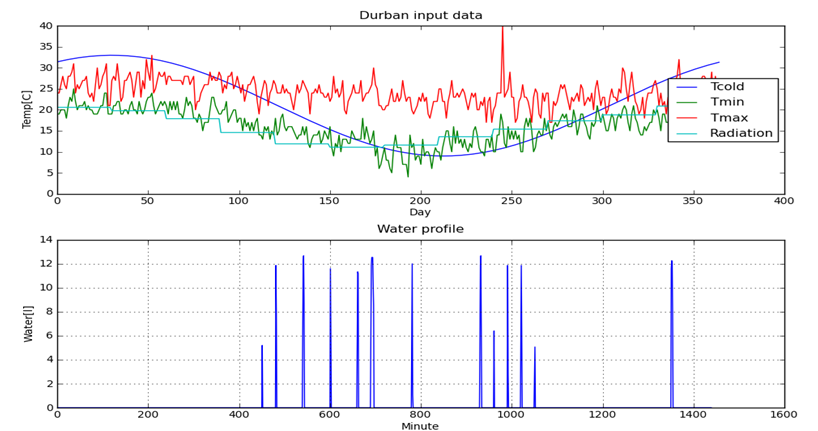 Durban input data
40
35
30
25
20
15
10
5
0
Temp[C]
Tcold
Tmin
Tmax
Radiation
0 50 100 150 200 250 300 350 400
Day
Water profile
14
12
10
8
6
4
2
0
Water[l]
0 200 400 600 800 1000 1200 1400 1600
Minute